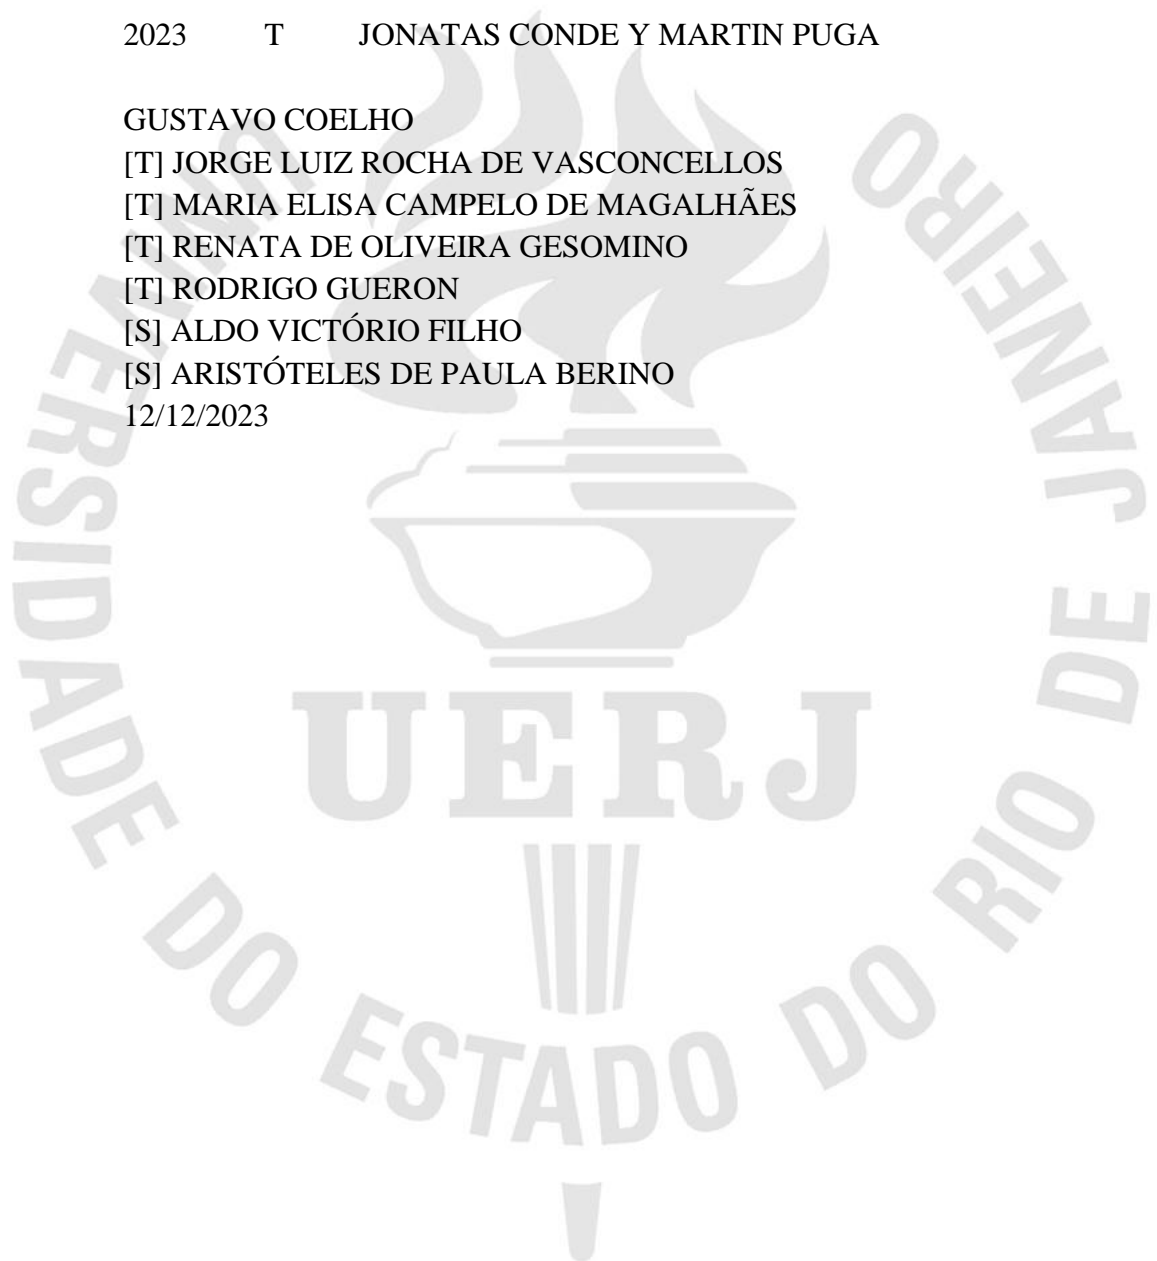 2023 T JONATAS CONDE Y MARTIN PUGA
GUSTAVO COELHO
[T] JORGE LUIZ ROCHA DE VASCONCELLOS
[T] MARIA ELISA CAMPELO DE MAGALHÃES
[T] RENATA DE OLIVEIRA GESOMINO
[T] RODRIGO GUERON
[S] ALDO VICTÓRIO FILHO
[S] ARISTÓTELES DE PAULA BERINO
12/12/2023
UERJ
UNIVERSIDADE DO ESTADO DO RIO DE JANEIRO